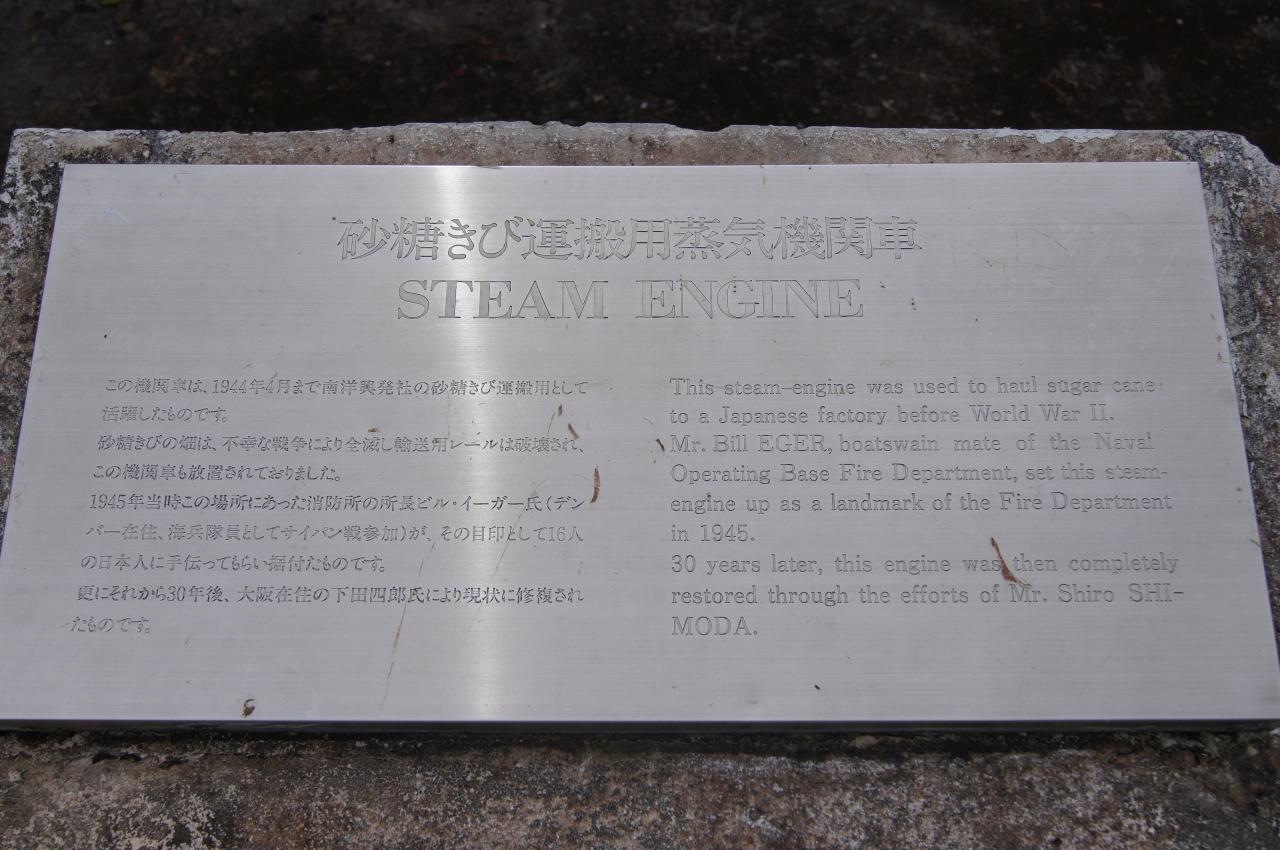 砂糖きび運搬用蒸気機関車
STEAM ENGINE
この機関車は、1944年4月まで南洋興発社の砂糖きび運搬用として
活躍したものです。
砂糖きびの畑は、不幸な戦争により全滅し輸送用レールは破壊され、
この機関車も放置されておりました。
1945年当時この場所にあった消防所の所長ビル・イーガー氏(デン
バー在住、海兵隊員としてサイパン戦参加)が、その目印として16人
の日本人に手伝ってもらい据付たものです。
更にそれから30年後、大阪在住の下田四郎氏により現状に修複され
たものです。
This steam-engine was used to haul sugar cane
to a Japanese factory before World War II.
Mr. Bill EGER, boatswain mate of the Naval
Operating Base Fire Department, set this steam-
engine up as a landmark of the Fire Department
in 1945.
30 years later, this engine was then completely
restored through the efforts of Mr. Shiro SHI-
MODA.